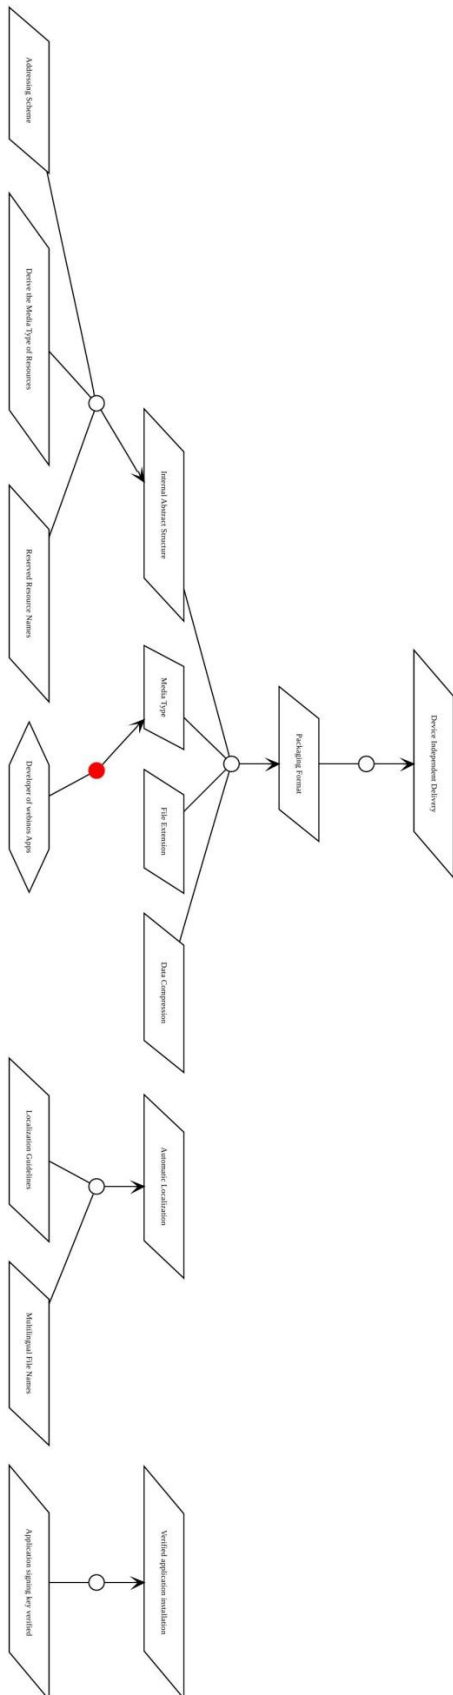 Device Independent Delivery
Packaging Format
Internal Abstract Structure
Media Type
File Extension
Data Compression
Automatic Localization
Verified application installation
Addressing Scheme
Derive the Media Type of Resources
Reserved Resource Names
Developer of webinos Apps
Localization Guidelines
Multilingual File Names
Application signing key verified